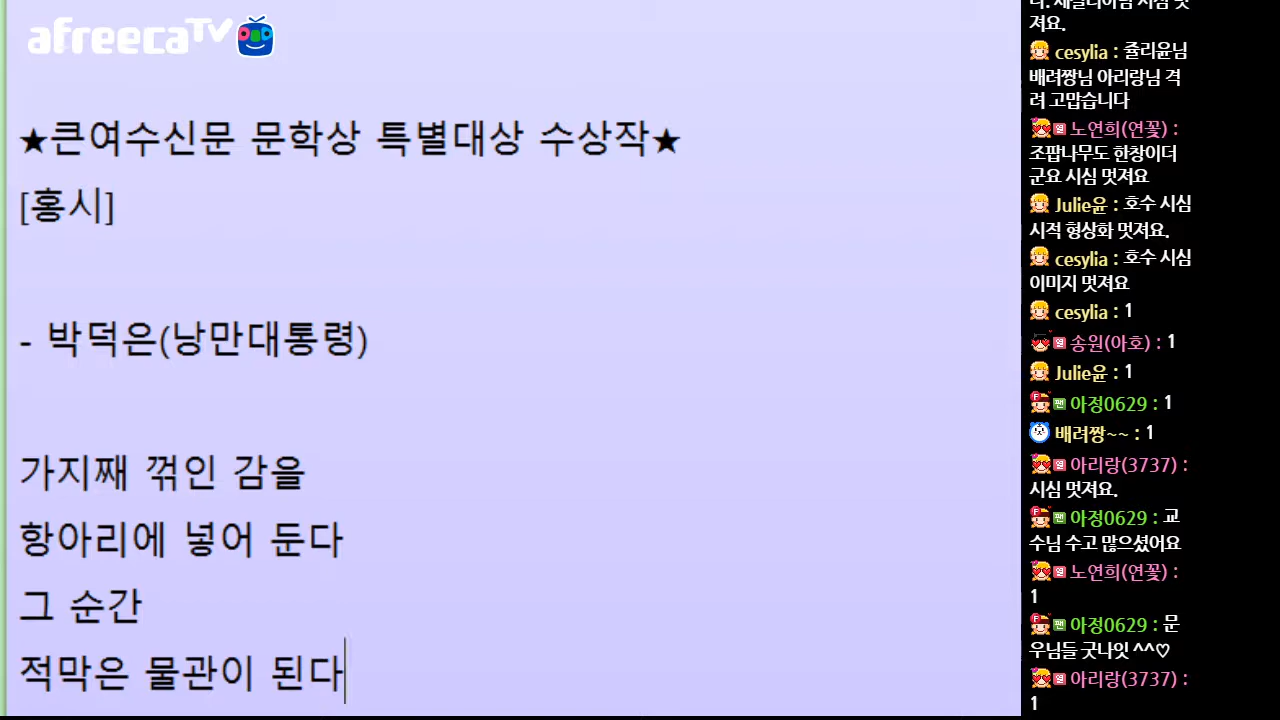 afreecaTV
★큰여수신문 문학상 특별대상 수상작★
[홍시]
- 박덕은(낭만대통령)
가지째 꺾인 감을
항아리에 넣어 둔다
그 순간
적막은 물관이 된다
져요.
cesylia : 쥴리윤님
배려짱님 아리랑님 격
려 고맙습니다
노연희(연꽃) :
조팝나무도 한창이더
군요 시심 멋져요
Julie윤 : 호수 시심
시적 형상화 멋져요.
cesylia : 호수 시심
이미지 멋져요
cesylia : 1
열 송원(아호) : 1
Julie윤 : 1
팬 아정0629 : 1
배려짱~~ : 1
열 아리랑(3737) :
시심 멋져요.
팬 아정0629 : 교
수님 수고 많으셨어요
열 노연희(연꽃) :
1
팬 아정0629 : 문
우님들 굿나잇 ^^♡
열 아리랑(3737) :
1